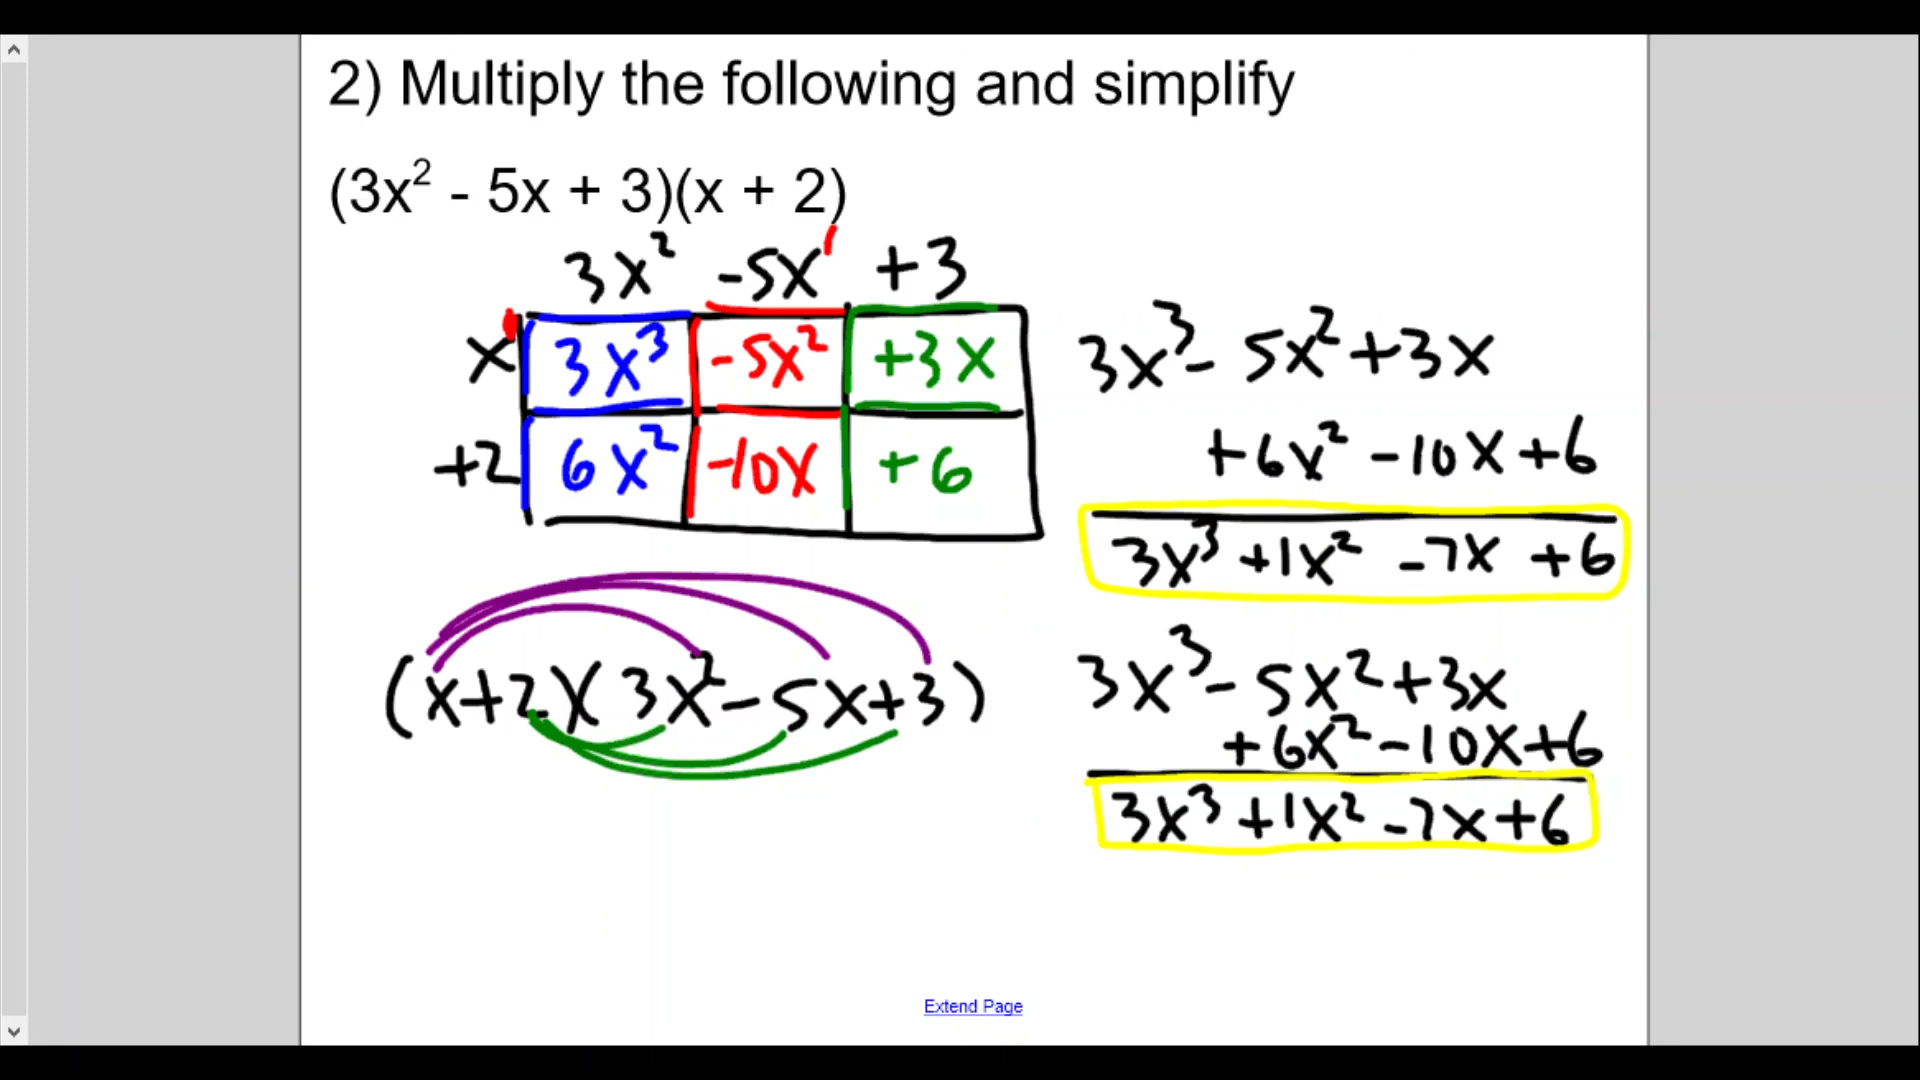 2) Multiply the following and simplify
(3x² - 5x + 3)(x + 2)
3x² -5x¹ +3
x 3x³ -5x² +3x
+2 6x² -10x +6
3x³ - 5x² + 3x
+6x² - 10x + 6
3x³ + 1x² - 7x + 6
(x+2)(3x² - 5x + 3)
3x³ - 5x² + 3x
+ 6x² - 10x + 6
3x³ + 1x² - 7x + 6
Extend Page